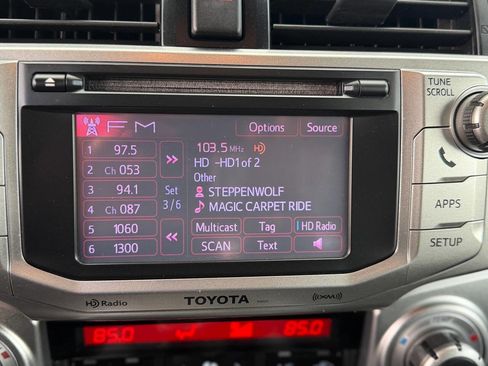 TUNE
SCROLL
FM
Options
Source
1 97.5
103.5 MHz HD
2 Ch 053
HD -HD1 of 2
Other
3 94.1
Set
STEPPENWOLF
4 Ch 087
3/6
MAGIC CARPET RIDE
APPS
5 1060
Multicast
Tag
HD Radio
6 1300
SCAN
Text
SETUP
HD Radio
TOYOTA
((XM))
85.0
85.0